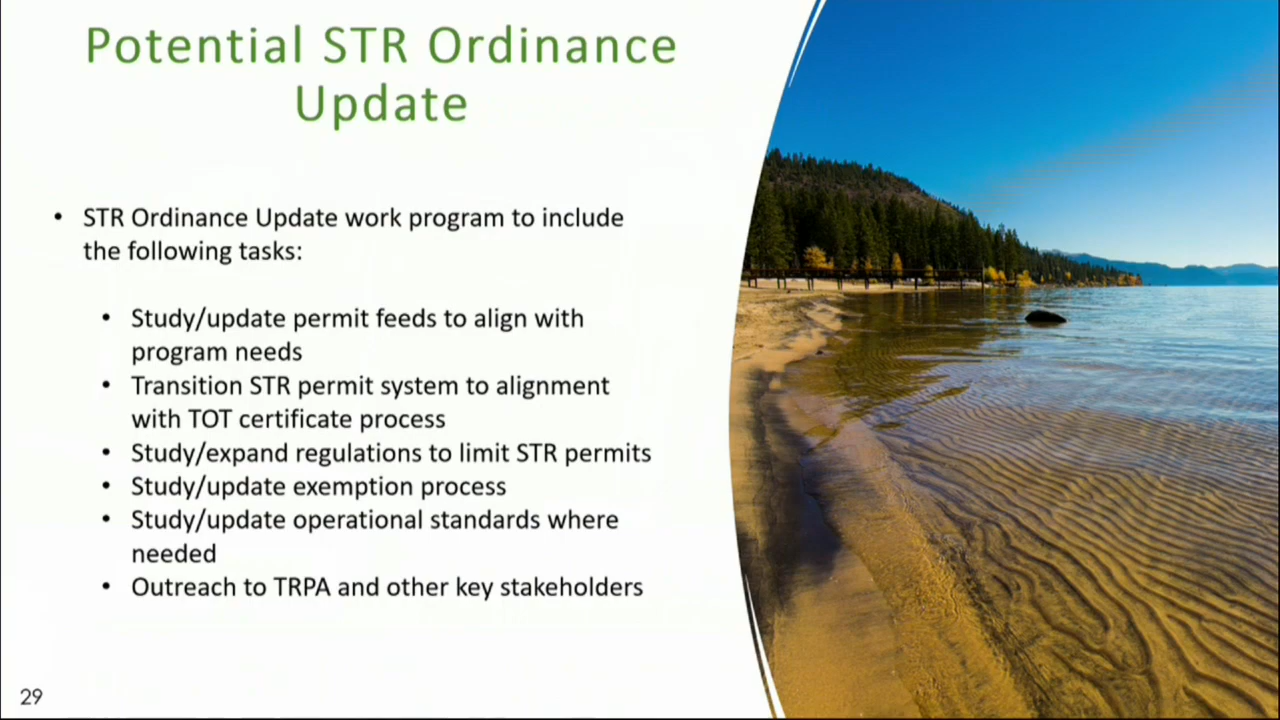 Potential STR Ordinance
Update
• STR Ordinance Update work program to include
the following tasks:
• Study/update permit feeds to align with
program needs
• Transition STR permit system to alignment
with TOT certificate process
• Study/expand regulations to limit STR permits
• Study/update exemption process
• Study/update operational standards where
needed
• Outreach to TRPA and other key stakeholders
29